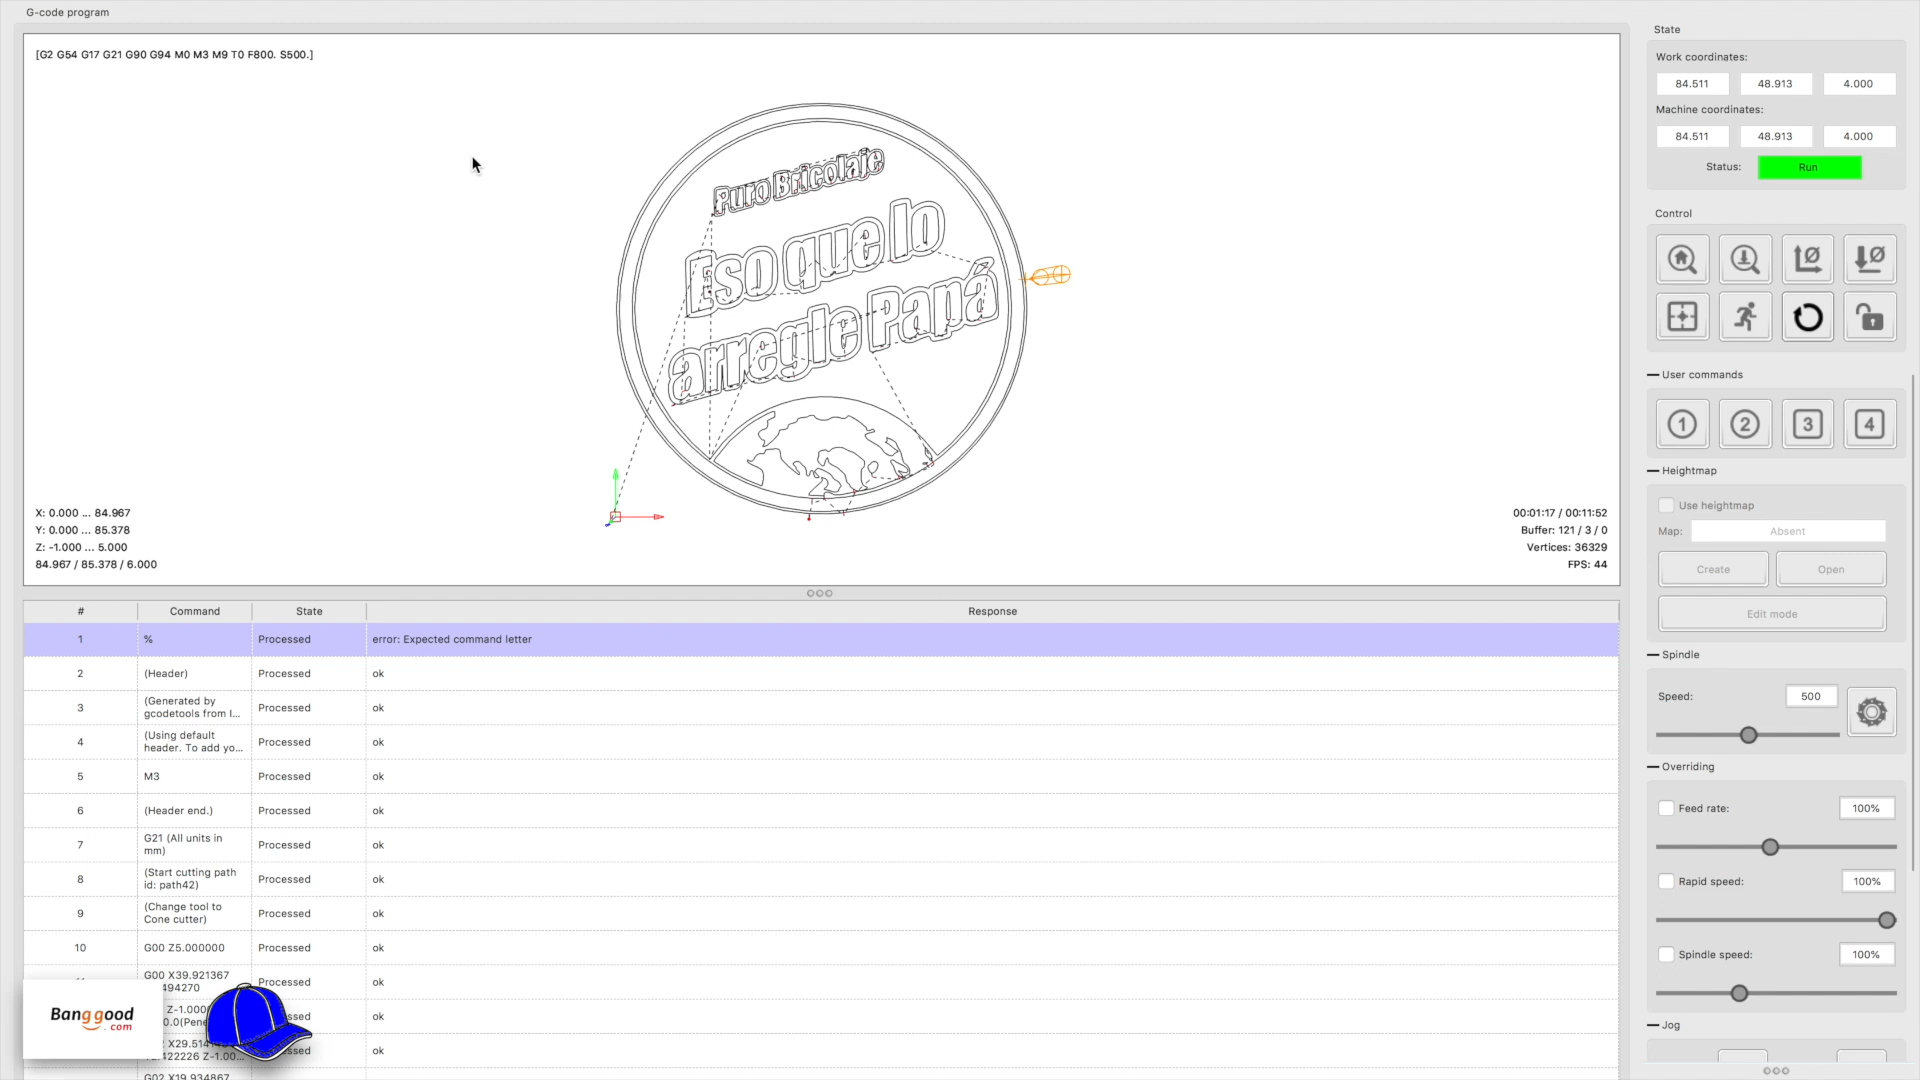 G-code program
[G2 G54 G17 G21 G90 G94 M0 M3 M9 T0 F800. S500.]
Puro Bricolaje
Eso que lo
arregle Papá
X: 0.000 ... 84.967
Y: 0.000 ... 85.378
Z: -1.000 ... 5.000
84.967 / 85.378 / 6.000
00:01:17 / 00:11:52
Buffer: 121 / 3 / 0
Vertices: 36329
FPS: 44
# Command State Response
1 % Processed error: Expected command letter
2 (Header) Processed ok
3 (Generated by
gcodetools from I... Processed ok
4 (Using default
header. To add yo... Processed ok
5 M3 Processed ok
6 (Header end.) Processed ok
7 G21 (All units in
mm) Processed ok
8 (Start cutting path
id: path42) Processed ok
9 (Change tool to
Cone cutter) Processed ok
10 G00 Z5.000000 Processed ok
G00 X39.921367
494270 ok
ok
ok
G02 X19.934867
Banggood
.com
State
Work coordinates:
84.511 48.913 4.000
Machine coordinates:
84.511 48.913 4.000
Status: Run
Control
User commands
1 2 3 4
Heightmap
Use heightmap
Map: Absent
Create Open
Edit mode
Spindle
Speed: 500
Overriding
Feed rate: 100%
Rapid speed: 100%
Spindle speed: 100%
Jog